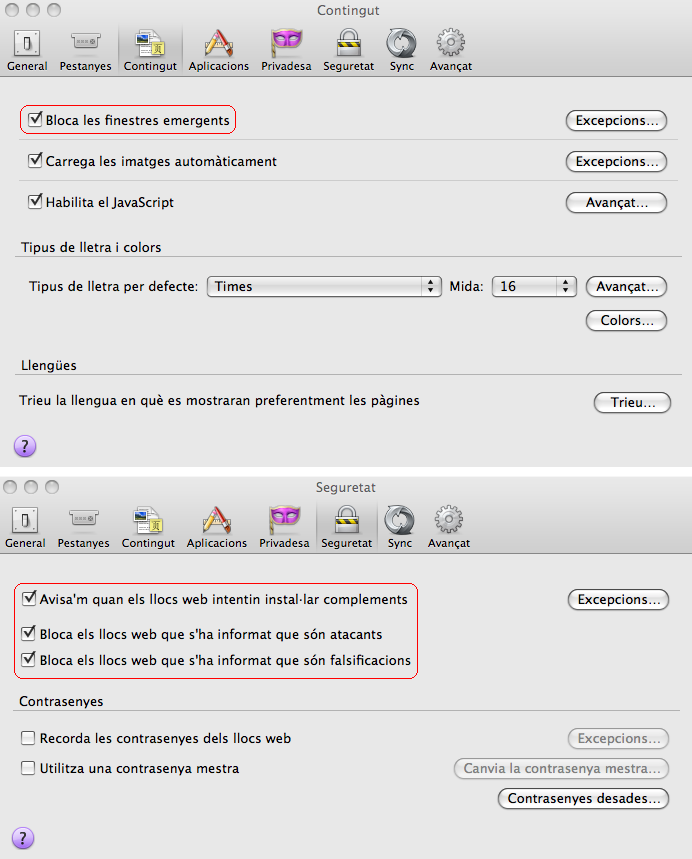 Contingut
General Pestanyes Contingut Aplicacions Privadesa Seguretat Sync Avançat
Bloca les finestres emergents Excepcions...
Carrega les imatges automàticament Excepcions...
Habilita el JavaScript Avançat...
Tipus de lletra i colors
Tipus de lletra per defecte: Times Mida: 16 Avançat...
Colors...
Llengües
Trieu la llengua en què es mostraran preferentment les pàgines Trieu...
?
Seguretat
General Pestanyes Contingut Aplicacions Privadesa Seguretat Sync Avançat
Avisa'm quan els llocs web intentin instal·lar complements Excepcions...
Bloca els llocs web que s'ha informat que són atacants
Bloca els llocs web que s'ha informat que són falsificacions
Contrasenyes
Recorda les contrasenyes dels llocs web Excepcions...
Utilitza una contrasenya mestra Canvia la contrasenya mestra...
Contrasenyes desades...
?